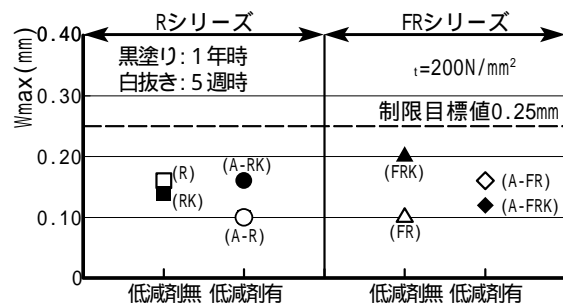 Rシリーズ
FRシリーズ
Wmax(mm)
0.40
0.30
0.20
0.10
0
黒塗り:1年時
白抜き:5週時
t=200N/mm²
制限目標値0.25mm
(R)
(RK)
(A-RK)
(A-R)
(FRK)
(FR)
(A-FR)
(A-FRK)
低減剤無 低減剤有 低減剤無 低減剤有